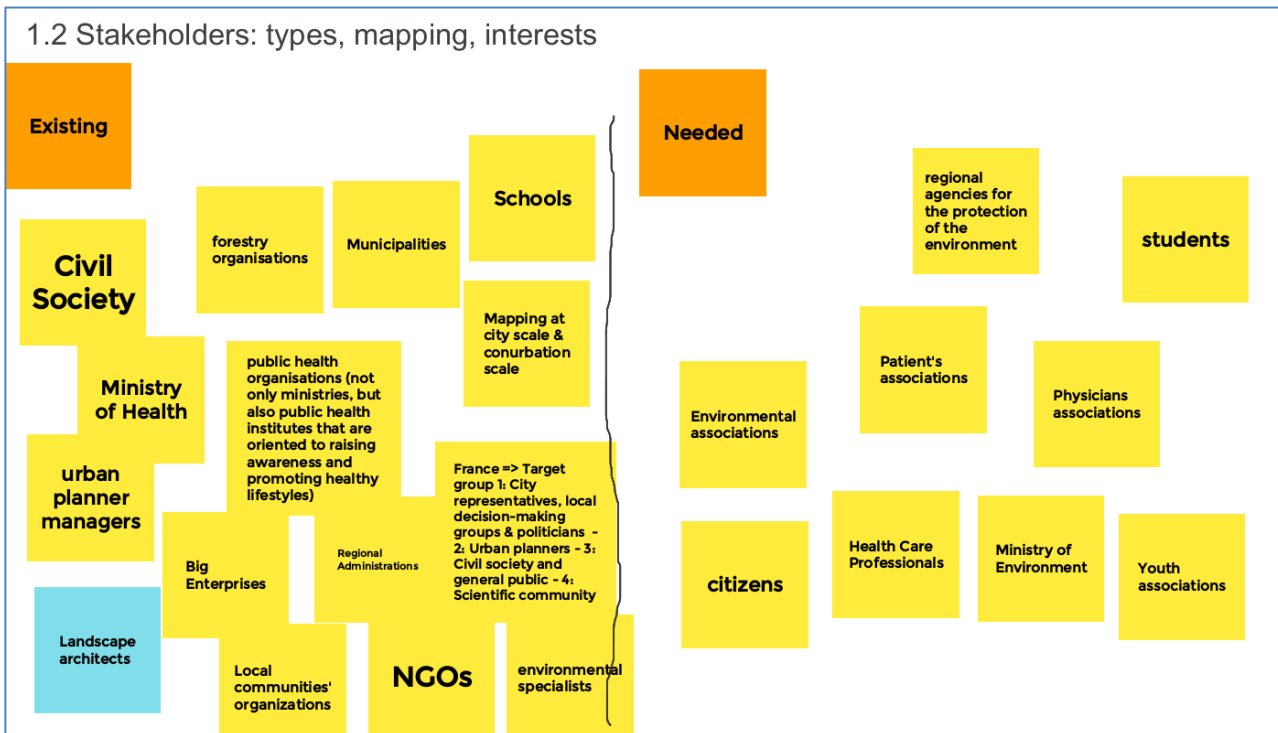 1.2 Stakeholders: types, mapping, interests
Existing
Schools
forestry
organisations
Municipalities
Civil
Society
Mapping at
city scale &
conurbation
scale
Ministry
of Health
public health
organisations (not
only ministries, but
also public health
institutes that are
oriented to raising
awareness and
promoting healthy
lifestyles)
urban
planner
managers
France => Target
group 1: City
representatives, local
decision-making
groups & politicians -
2: Urban planners - 3:
Civil society and
general public - 4:
Scientific community
Big
Enterprises
Regional
Administrations
Landscape
architects
Local
communities'
organizations
NGOs
environmental
specialists
Needed
regional
agencies for
the protection
of the
environment
students
Patient's
associations
Physicians
associations
Environmental
associations
Health Care
Professionals
Ministry of
Environment
Youth
associations
citizens